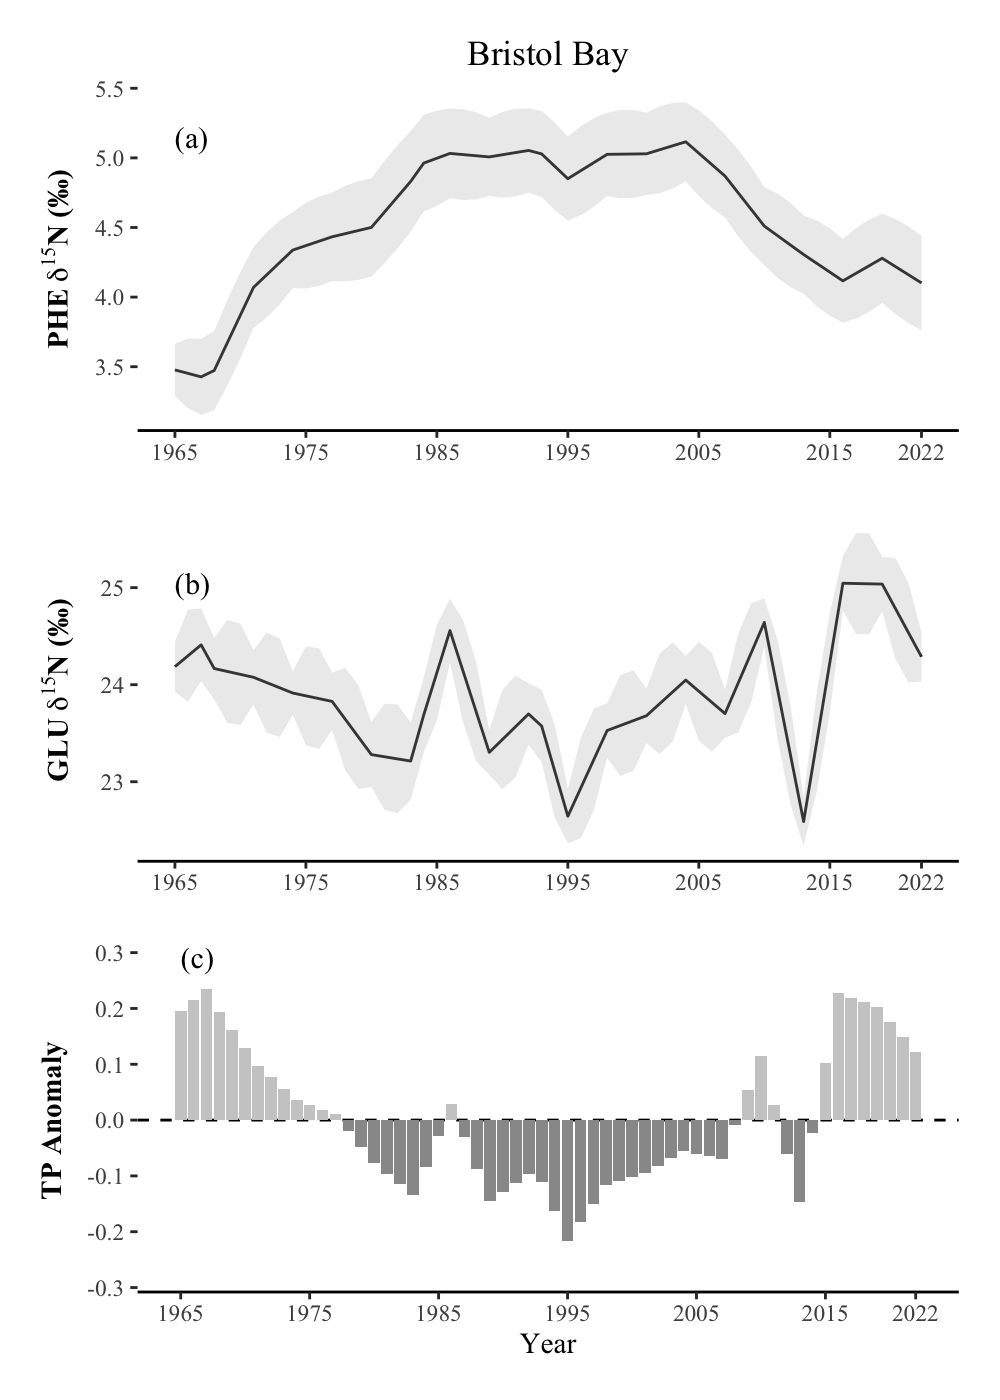 Bristol Bay
(a)
PHE δ15N (‰)
5.5
5.0
4.5
4.0
3.5
1965 1975 1985 1995 2005 2015 2022
(b)
GLU δ15N (‰)
25
24
23
1965 1975 1985 1995 2005 2015 2022
(c)
TP Anomaly
0.3
0.2
0.1
0.0
-0.1
-0.2
-0.3
1965 1975 1985 1995 2005 2015 2022
Year